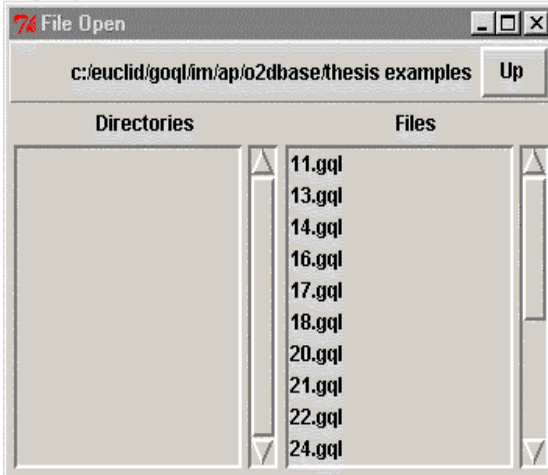 File Open
c:/euclid/goql/im/ap/o2dbase/thesis examples Up
Directories Files
11.gql
13.gql
14.gql
16.gql
17.gql
18.gql
20.gql
21.gql
22.gql
24.gql